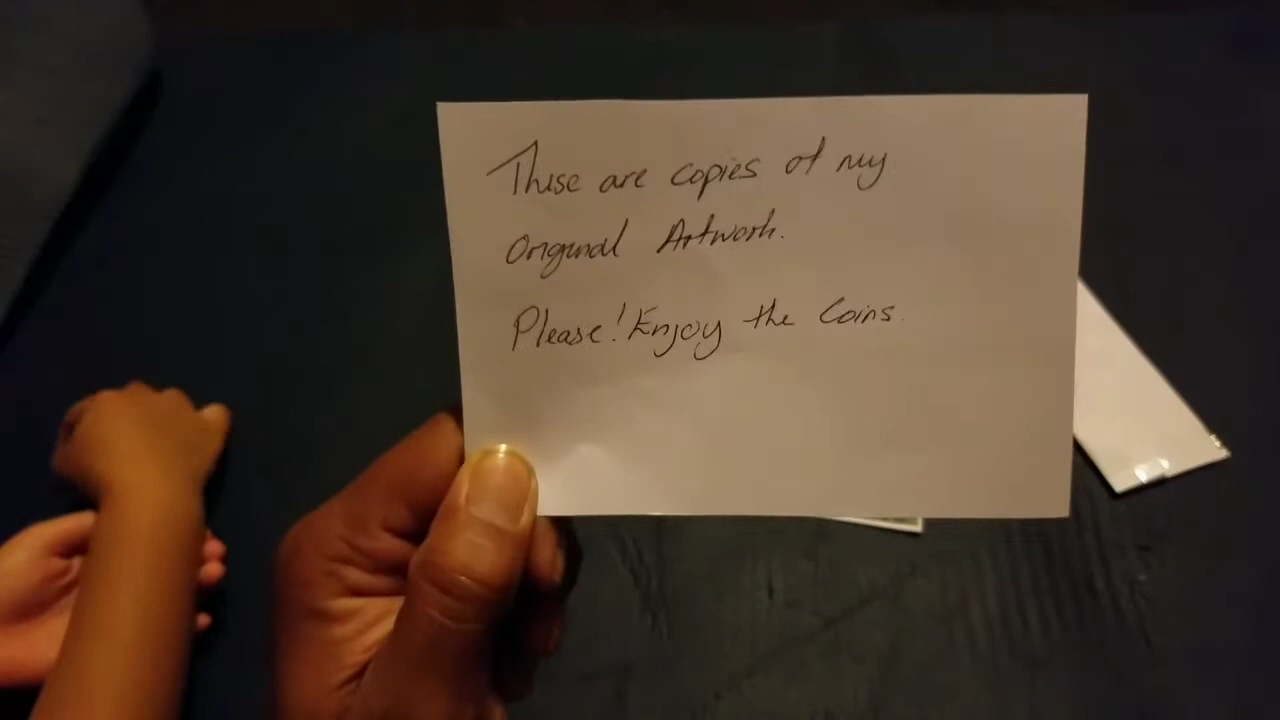 These are copies of my
Original Artwork.
Please! Enjoy the Coins.